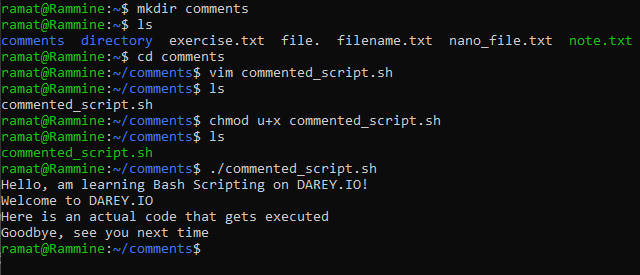 ramat@Rammine:~$ mkdir comments
ramat@Rammine:~$ ls
comments  directory  exercise.txt  file.  filename.txt  nano_file.txt  note.txt
ramat@Rammine:~$ cd comments
ramat@Rammine:~/comments$ vim commented_script.sh
ramat@Rammine:~/comments$ ls
commented_script.sh
ramat@Rammine:~/comments$ chmod u+x commented_script.sh
ramat@Rammine:~/comments$ ls
commented_script.sh
ramat@Rammine:~/comments$ ./commented_script.sh
Hello, am learning Bash Scripting on DAREY.IO!
Welcome to DAREY.IO
Here is an actual code that gets executed
Goodbye, see you next time
ramat@Rammine:~/comments$